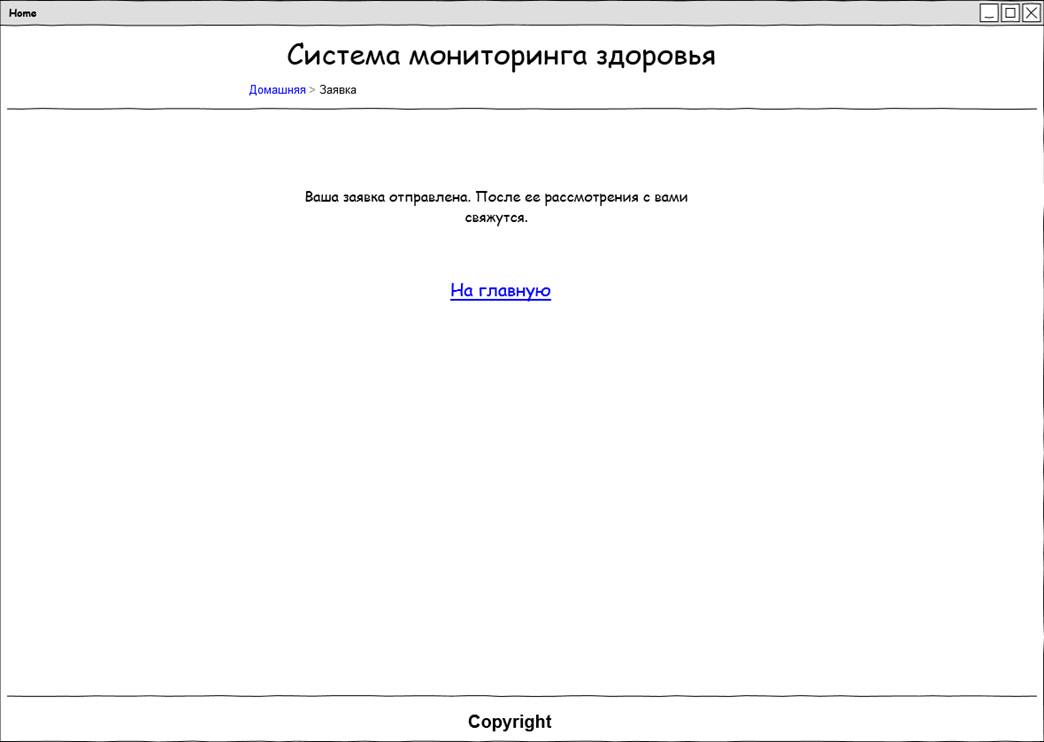 Home
Система мониторинга здоровья
Домашняя > Заявка
Ваша заявка отправлена. После ее рассмотрения с вами
свяжутся.
На главную
Copyright